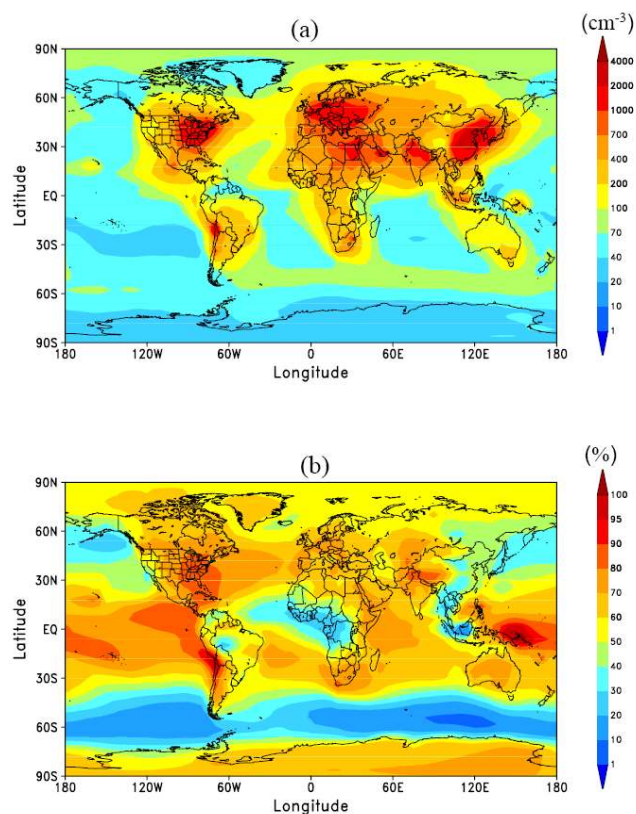 (a)
(cm-3)
90N
60N
30N
EQ
30S
60S
90S
Latitude
180
120W
60W
0
60E
120E
180
Longitude
4000
2000
1000
700
400
200
100
70
40
20
10
1
(b)
(%)
90N
60N
30N
EQ
30S
60S
90S
Latitude
180
120W
60W
0
60E
120E
180
Longitude
100
95
90
80
70
60
50
40
30
20
10
1